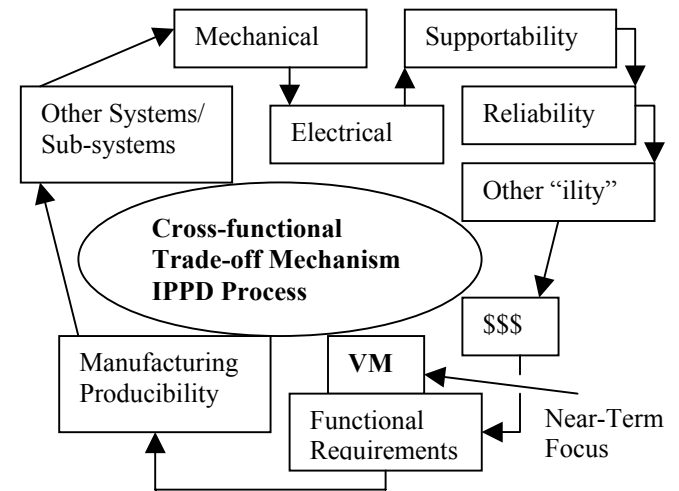 Mechanical
Supportability
Other Systems/
Sub-systems
Electrical
Reliability
Other “ility”
Cross-functional
Trade-off Mechanism
IPPD Process
$$$
Manufacturing
Producibility
VM
Functional
Requirements
Near-Term
Focus